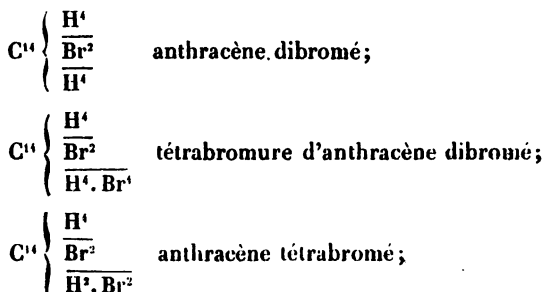 H⁴
C¹⁴ { Br² anthracène dibromé;
H⁴
H⁴
C¹⁴ { Br² tétrabromure d'anthracène dibromé;
H⁴. Br⁴
H⁴
C¹⁴ { Br² anthracène tétrabromé;
H². Br²